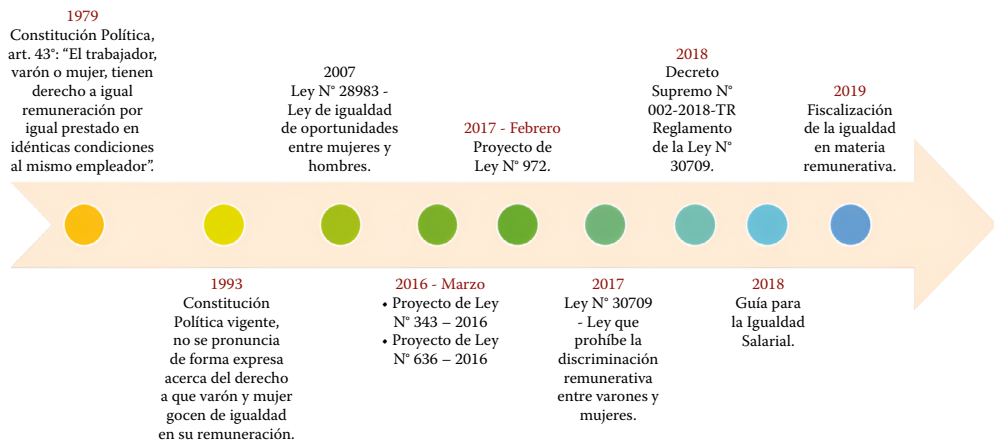 1979
Constitución Política,
art. 43°: “El trabajador,
varón o mujer, tienen
derecho a igual
remuneración por
igual prestado en
idénticas condiciones
al mismo empleador”.
1993
Constitución
Política vigente,
no se pronuncia
de forma expresa
acerca del derecho
a que varón y mujer
gocen de igualdad
en su remuneración.
2007
Ley N° 28983 -
Ley de igualdad
de oportunidades
entre mujeres y
hombres.
2016 - Marzo
• Proyecto de Ley
N° 343 – 2016
• Proyecto de Ley
N° 636 – 2016
2017 - Febrero
Proyecto de
Ley N° 972.
2017
Ley N° 30709
- Ley que
prohíbe la
discriminación
remunerativa
entre varones y
mujeres.
2018
Decreto
Supremo N°
002-2018-TR
Reglamento
de la Ley N°
30709.
2018
Guía para
la Igualdad
Salarial.
2019
Fiscalización
de la igualdad
en materia
remunerativa.